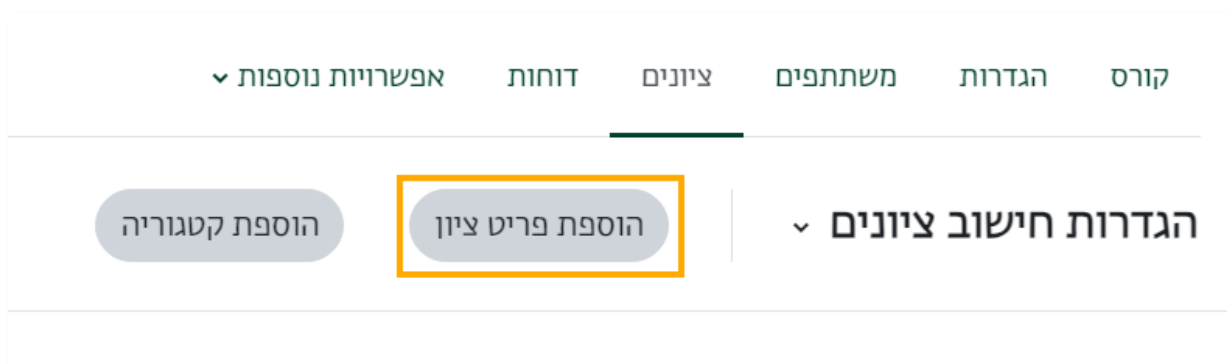 קורס הגדרות משתתפים ציונים דוחות אפשרויות נוספות
הגדרות חישוב ציונים הוספת פריט ציון הוספת קטגוריה